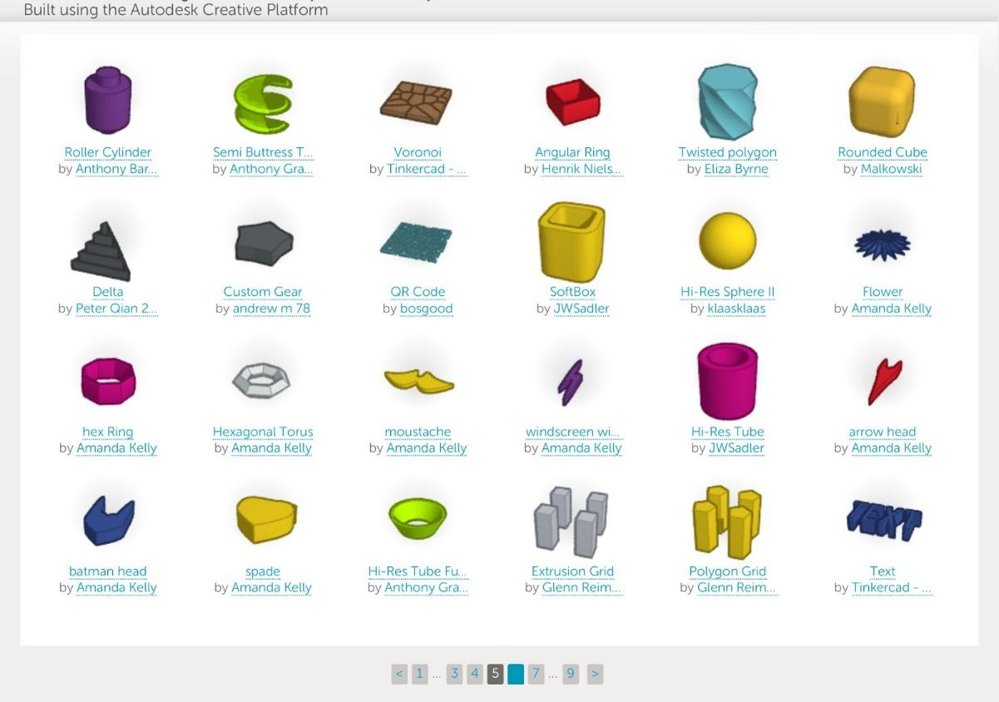 Built using the Autodesk Creative Platform
Roller Cylinder
by Anthony Bar...
Semi Buttress T...
by Anthony Gra...
Voronoi
by Tinkercad - ...
Angular Ring
by Henrik Niels...
Twisted polygon
by Eliza Byrne
Rounded Cube
by Malkowski
Delta
by Peter Qian 2...
Custom Gear
by andrew m 78
QR Code
by bosgood
SoftBox
by JWSadler
Hi-Res Sphere II
by klaasklaas
Flower
by Amanda Kelly
hex Ring
by Amanda Kelly
Hexagonal Torus
by Amanda Kelly
moustache
by Amanda Kelly
windscreen wi...
by Amanda Kelly
Hi-Res Tube
by JWSadler
arrow head
by Amanda Kelly
batman head
by Amanda Kelly
spade
by Amanda Kelly
Hi-Res Tube Fu...
by Anthony Gra...
Extrusion Grid
by Glenn Reim...
Polygon Grid
by Glenn Reim...
TEXT
Text
by Tinkercad - ...
< 1 ... 3 4 5 7 ... 9 >